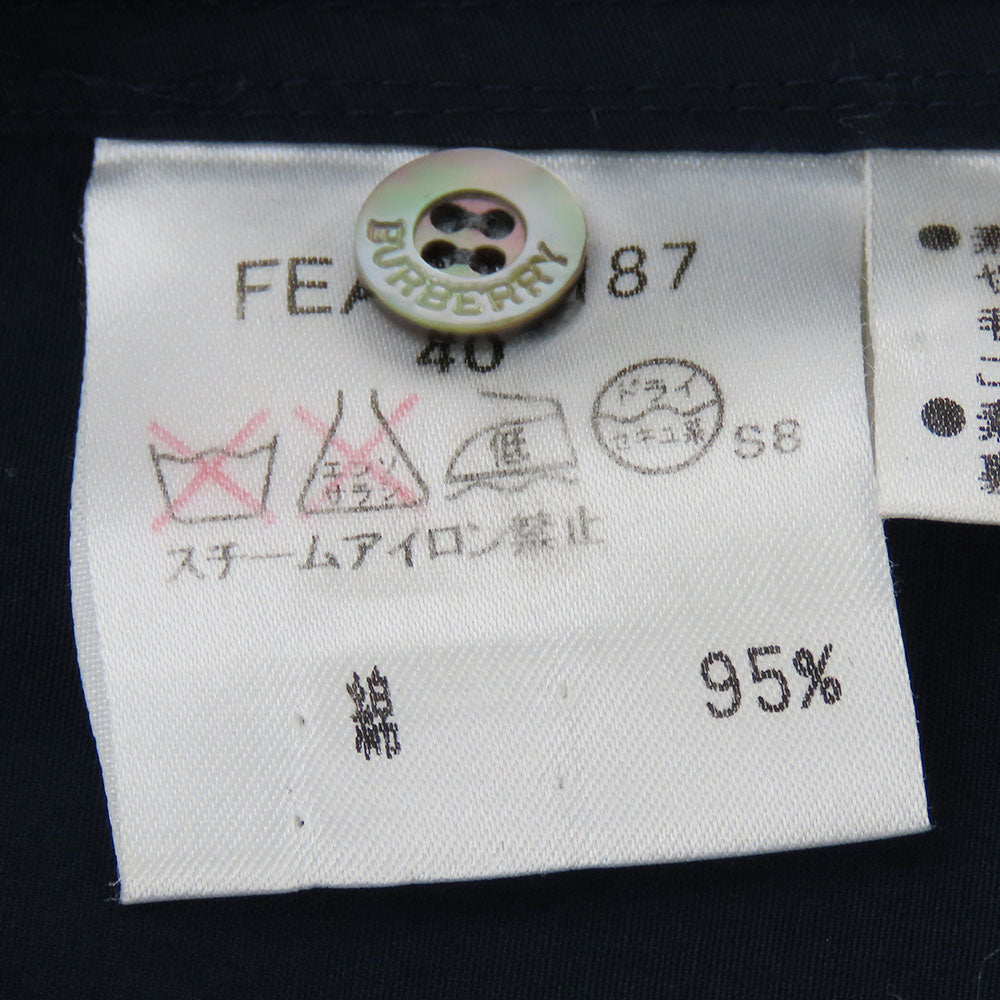 BURBERRY
FEA 187
40
低
エンソ
サラシ
ドライ
セキユ系
S8
スチームアイロン禁止
綿 95%